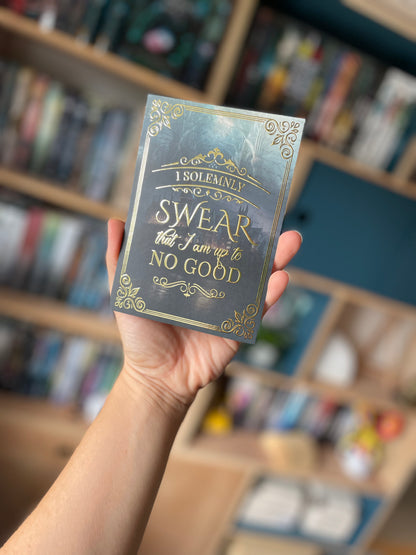 I SOLEMNLY
SWEAR
that I am up to
NO GOOD